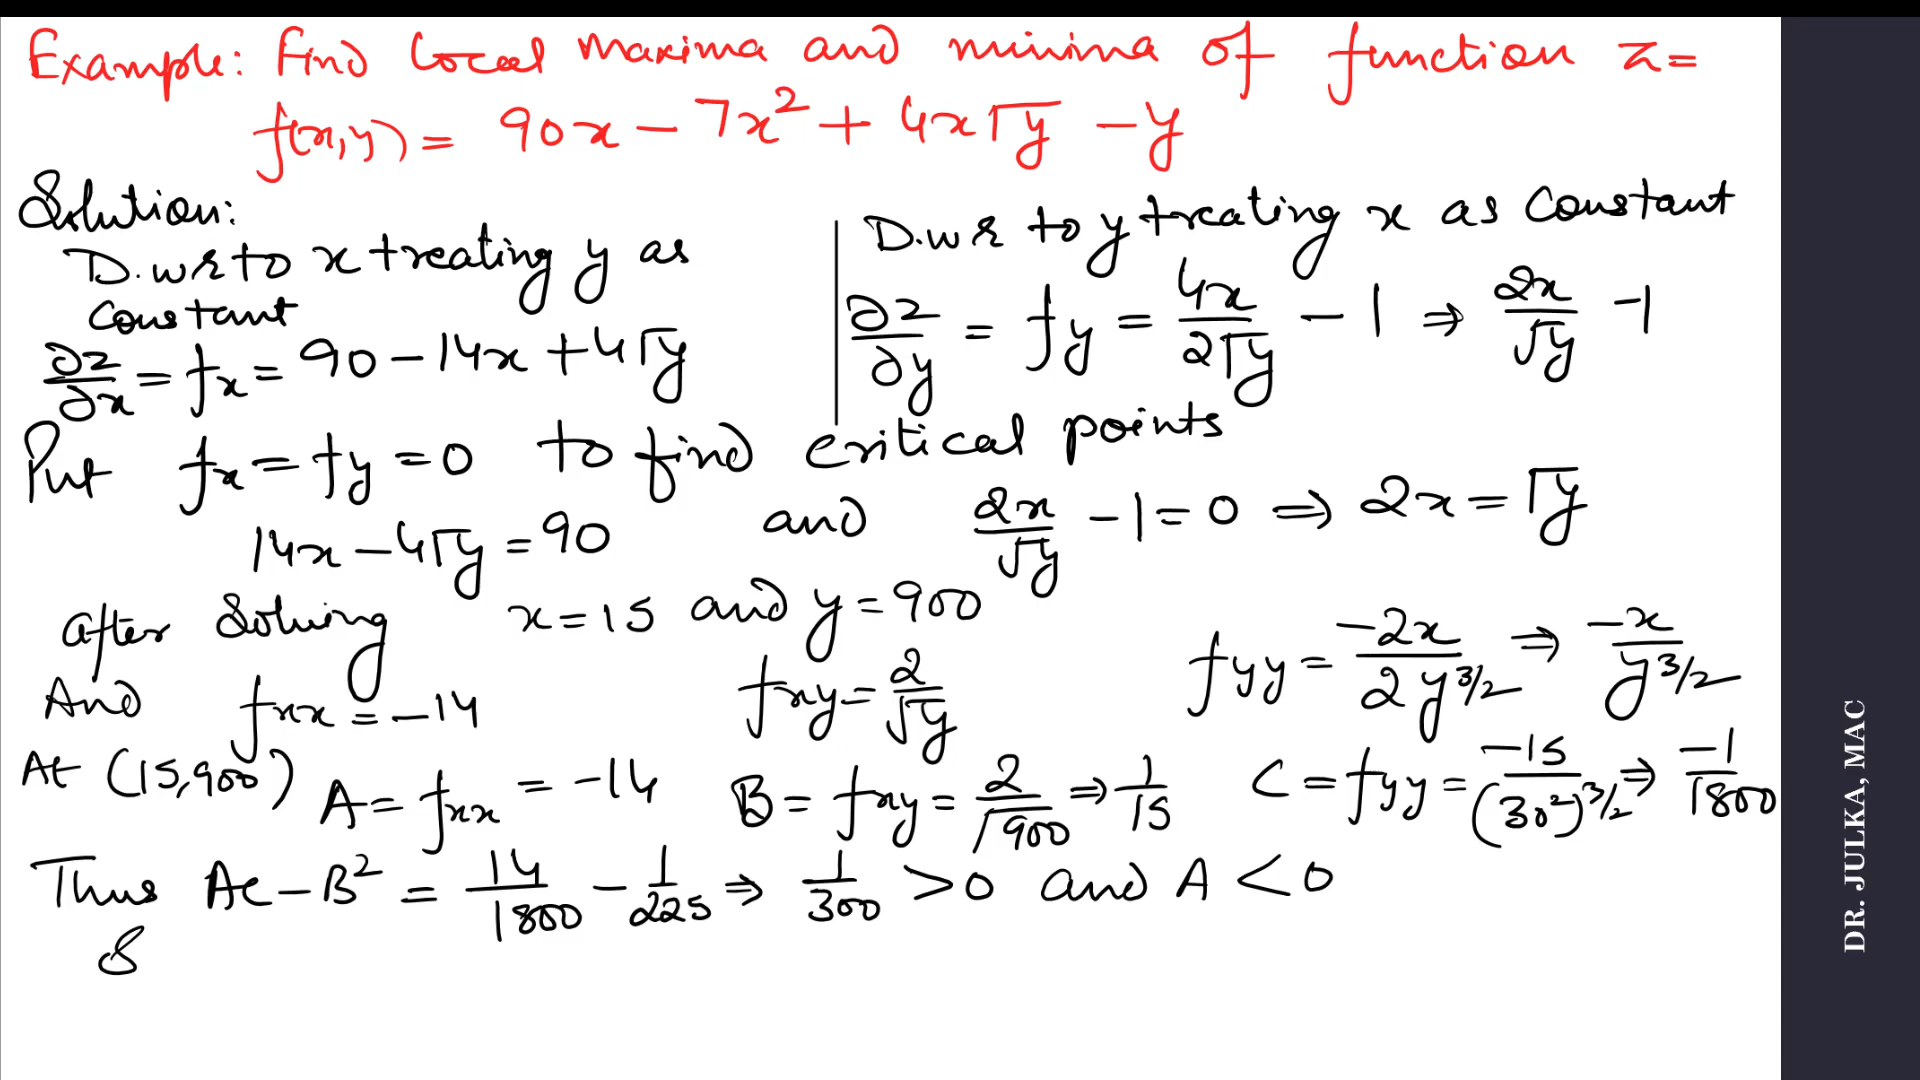 Example: Find local maxima and minima of function z=
f(x,y) = 90x - 7x² + 4x√y - y
Solution:
D.w.r to x treating y as
constant
∂z/∂x = fx = 90 - 14x + 4√y
D.w.r to y treating x as constant
∂z/∂y = fy = 4x/2√y - 1 ⇒ 2x/√y - 1
Put fx = fy = 0 to find critical points
14x - 4√y = 90 and 2x/√y - 1 = 0 ⇒ 2x = √y
after solving x = 15 and y = 900
And fxx = -14 fxy = 2/√y fyy = -2x/2y^3/2 ⇒ -x/y^3/2
At (15,900) A = fxx = -14 B = fxy = 2/√900 ⇒ 1/15 C = fyy = -15/(30²)^3/2 ⇒ -1/1800
Thus AC - B² = 14/1800 - 1/225 ⇒ 1/300 > 0 and A < 0
S
DR. JULKA, MAC